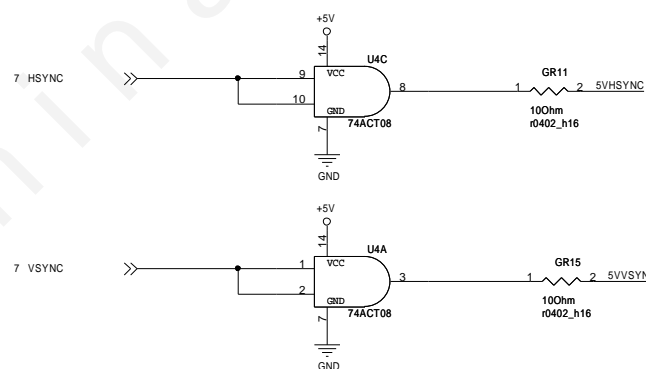 +5V
14
U4C
VCC
7 HSYNC
9
8
10
GND
74ACT08
7
GND
GR11
1
2
5VHSYNC
10Ohm
r0402_h16
+5V
14
U4A
VCC
7 VSYNC
1
3
2
GND
74ACT08
7
GND
GR15
1
2
5VVSYN
10Ohm
r0402_h16